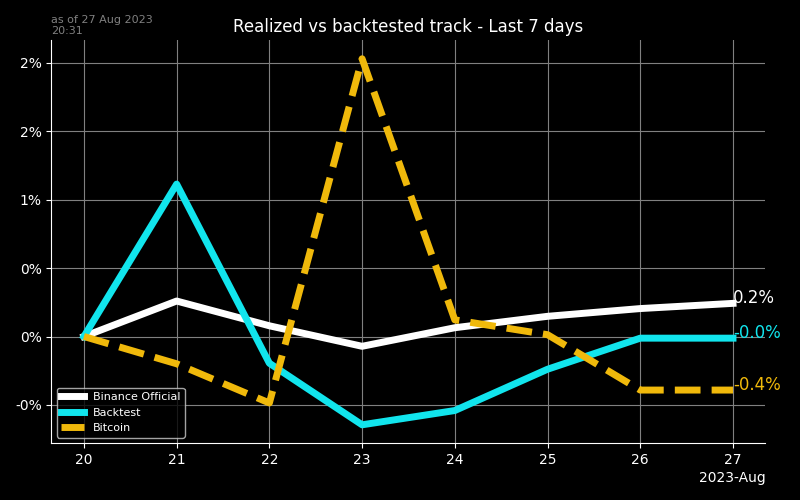 as of 27 Aug 2023
20:31
Realized vs backtested track - Last 7 days
2%
2%
1%
0%
0%
-0%
0.2%
-0.0%
-0.4%
Binance Official
Backtest
Bitcoin
20 21 22 23 24 25 26 27
2023-Aug